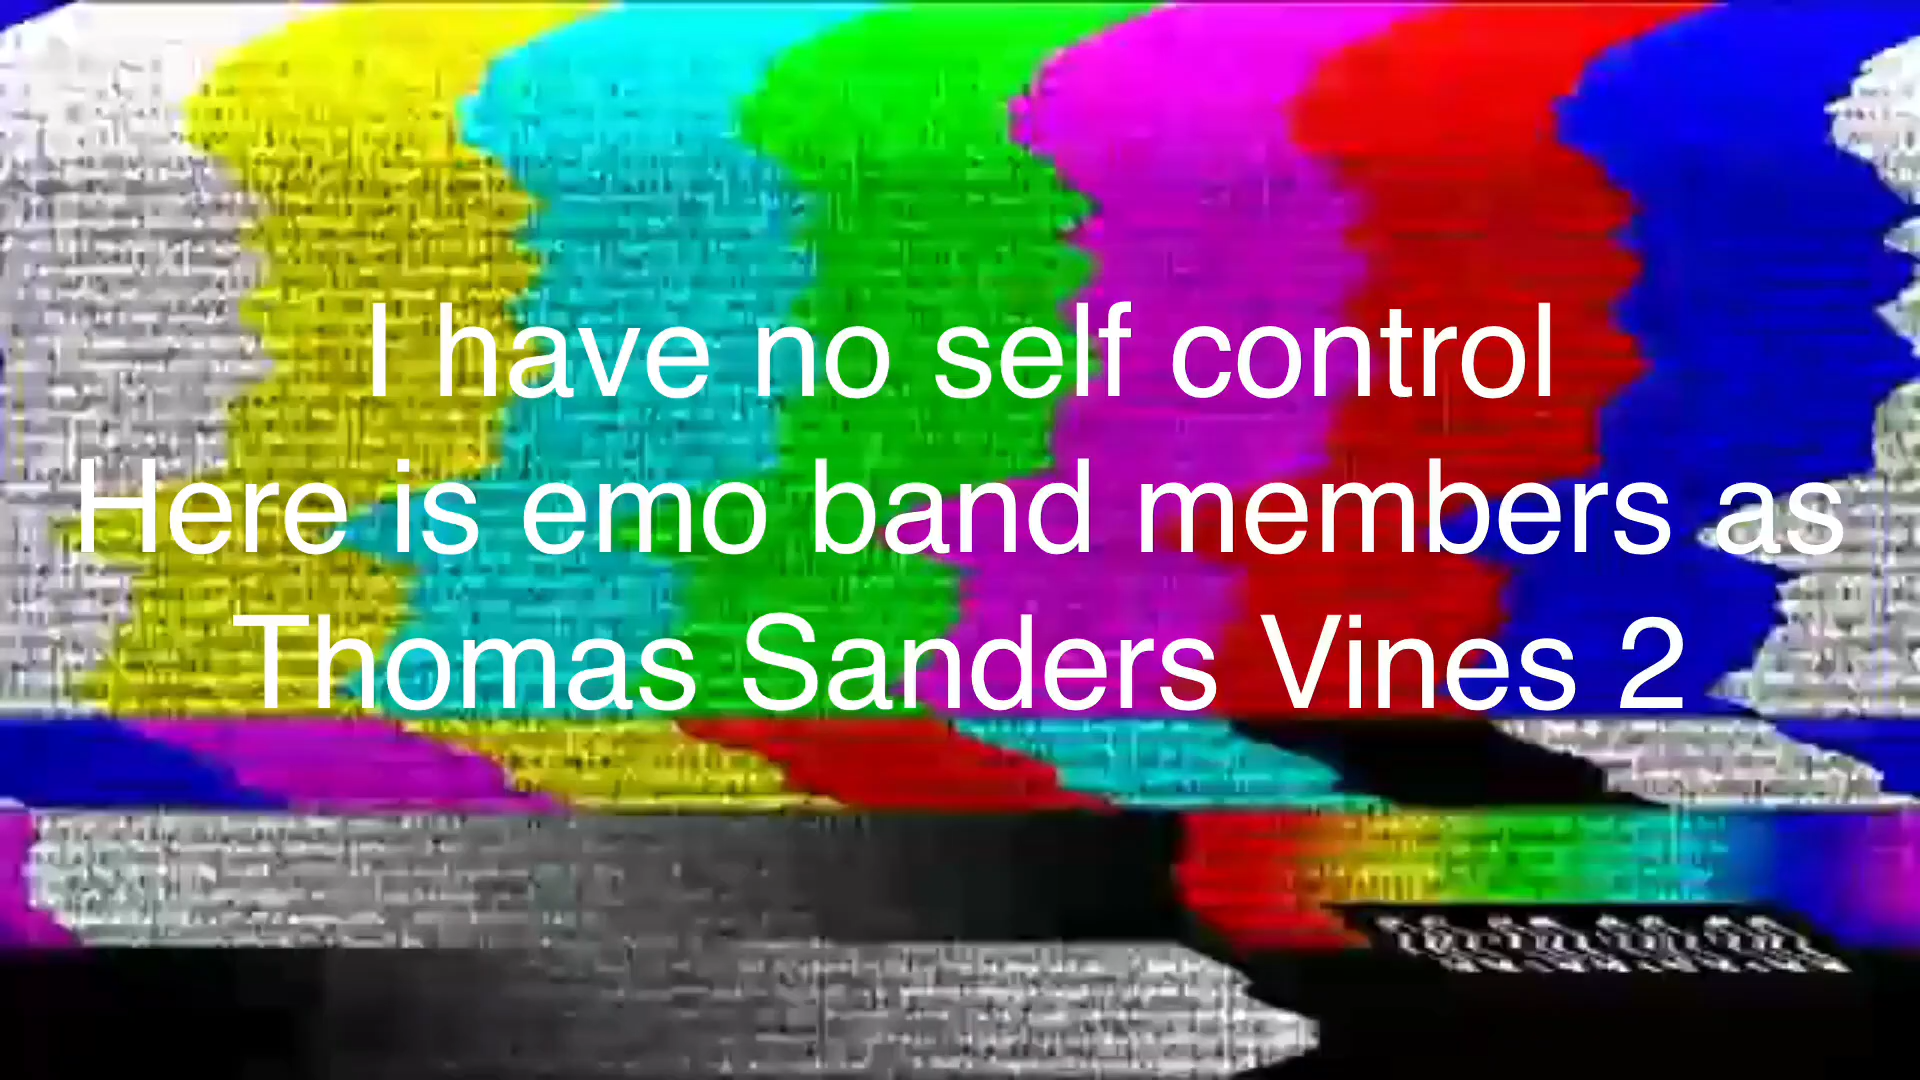 I have no self control
Here is emo band members as
Thomas Sanders Vines 2